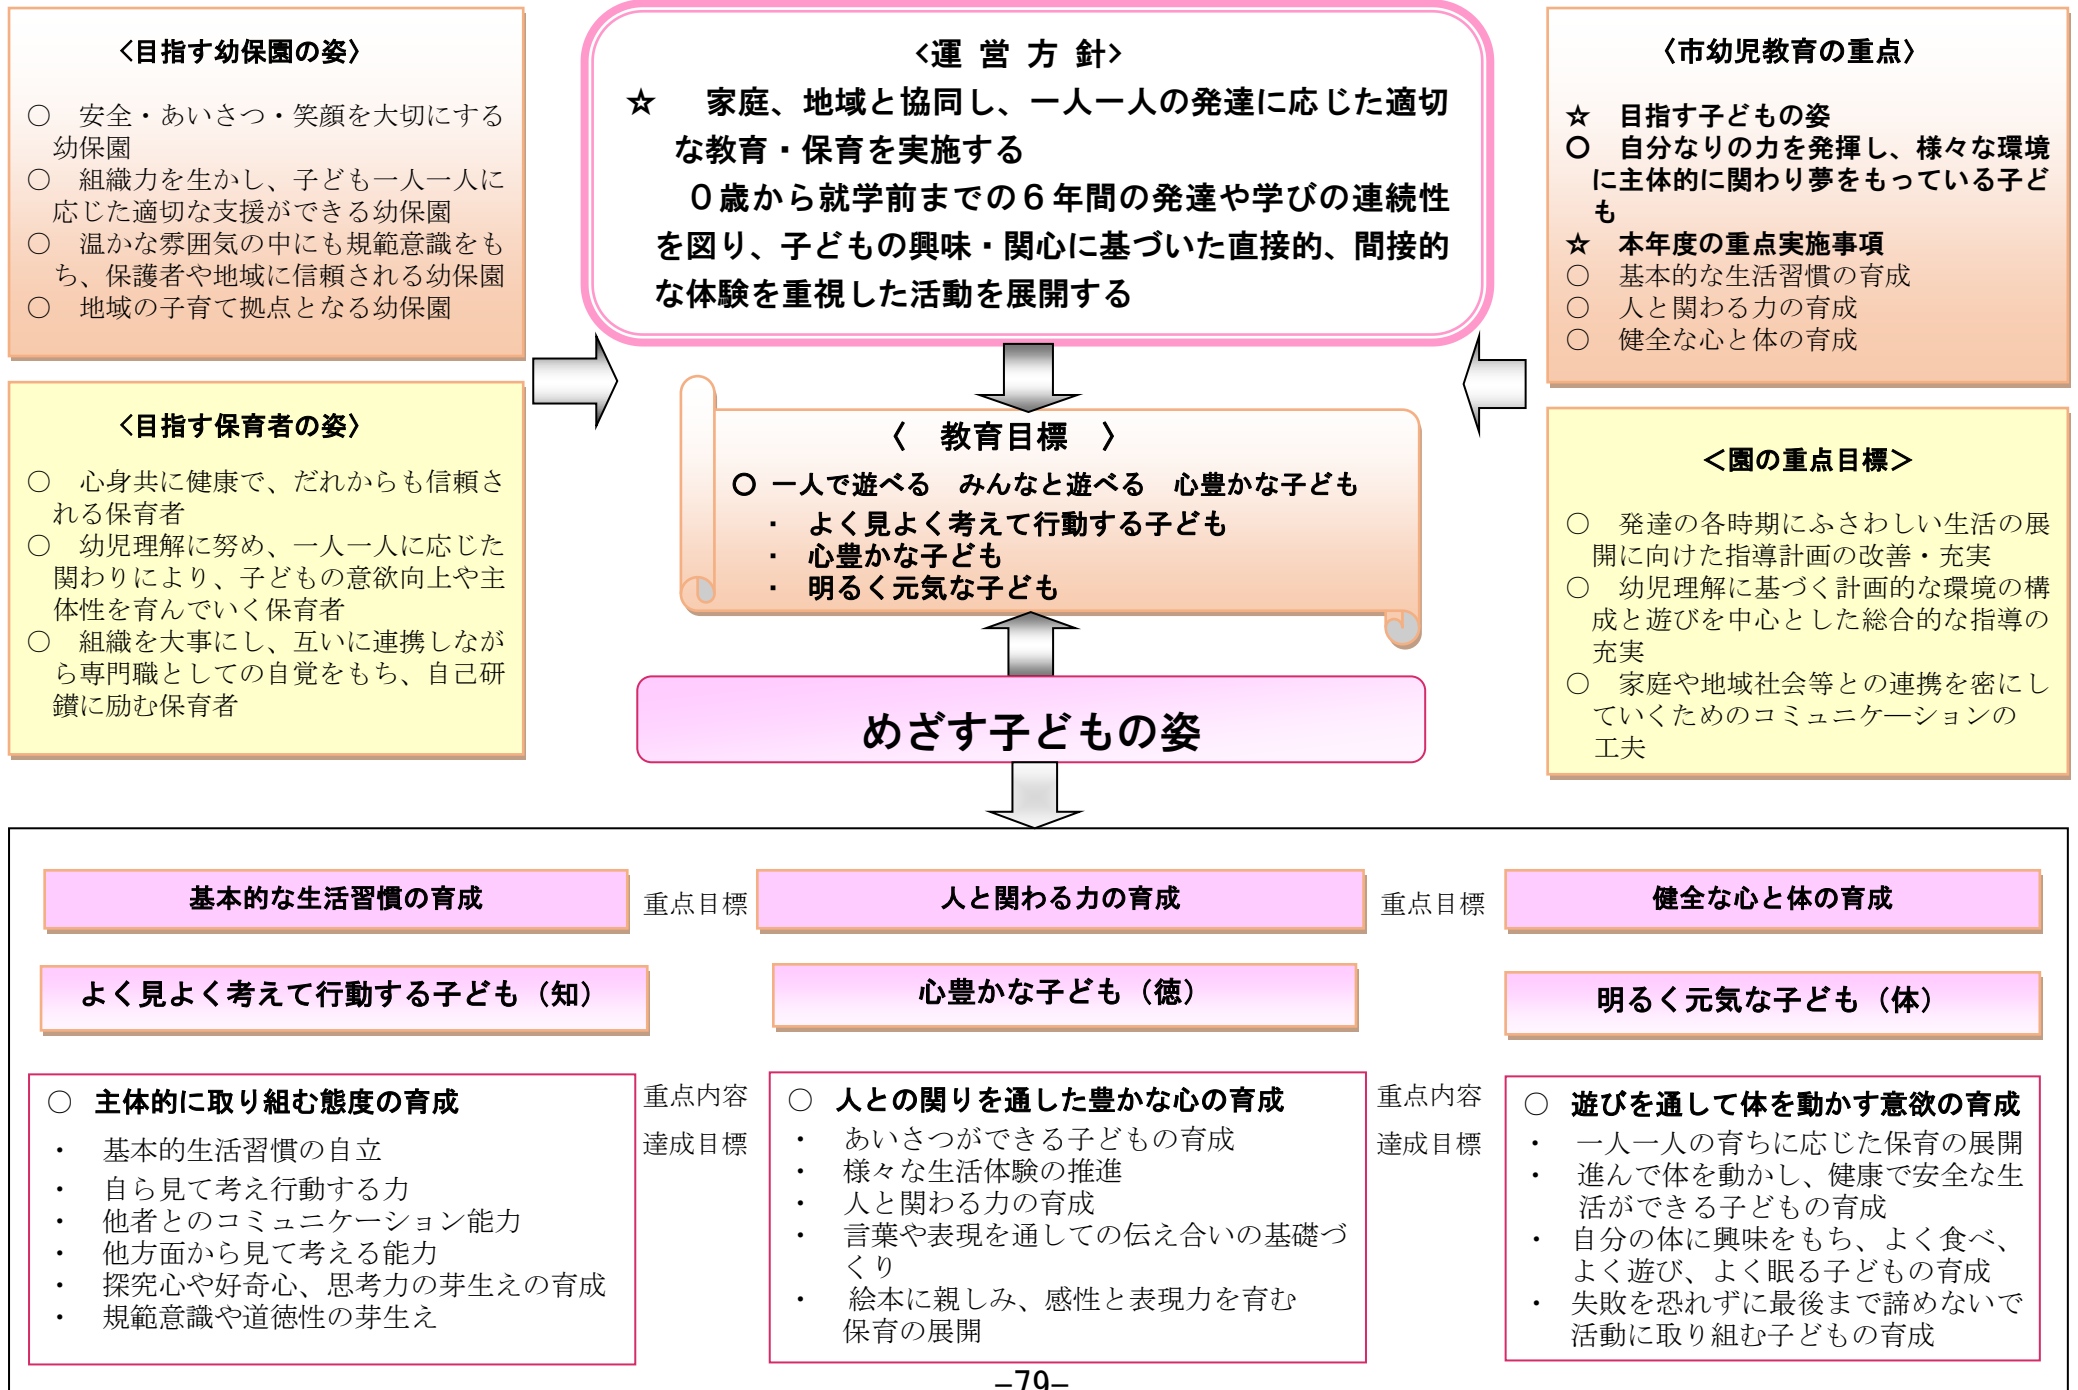 〈目指す幼保園の姿〉
○　安全・あいさつ・笑顔を大切にする
幼保園
○　組織力を生かし、子ども一人一人に
応じた適切な支援ができる幼保園
○　温かな雰囲気の中にも規範意識をも
ち、保護者や地域に信頼される幼保園
○　地域の子育て拠点となる幼保園
〈目指す保育者の姿〉
○　心身共に健康で、だれからも信頼さ
れる保育者
○　幼児理解に努め、一人一人に応じた
関わりにより、子どもの意欲向上や主
体性を育んでいく保育者
○　組織を大事にし、互いに連携しなが
ら専門職としての自覚をもち、自己研
鑽に励む保育者
〈運 営 方 針〉
☆　家庭、地域と協同し、一人一人の発達に応じた適切
な教育・保育を実施する
０歳から就学前までの６年間の発達や学びの連続性
を図り、子どもの興味・関心に基づいた直接的、間接的
な体験を重視した活動を展開する
〈　教育目標　〉
○ 一人で遊べる　みんなと遊べる　心豊かな子ども
・　よく見よく考えて行動する子ども
・　心豊かな子ども
・　明るく元気な子ども
めざす子どもの姿
〈市幼児教育の重点〉
☆　目指す子どもの姿
○　自分なりの力を発揮し、様々な環境
に主体的に関わり夢をもっている子ど
も
☆　本年度の重点実施事項
○　基本的な生活習慣の育成
○　人と関わる力の育成
○　健全な心と体の育成
＜園の重点目標＞
○　発達の各時期にふさわしい生活の展
開に向けた指導計画の改善・充実
○　幼児理解に基づく計画的な環境の構
成と遊びを中心とした総合的な指導の
充実
○　家庭や地域社会等との連携を密にし
ていくためのコミュニケーションの
工夫
基本的な生活習慣の育成
重点目標
人と関わる力の育成
重点目標
健全な心と体の育成
よく見よく考えて行動する子ども（知）
心豊かな子ども（徳）
明るく元気な子ども（体）
○　主体的に取り組む態度の育成
・　基本的生活習慣の自立
・　自ら見て考え行動する力
・　他者とのコミュニケーション能力
・　他方面から見て考える能力
・　探究心や好奇心、思考力の芽生えの育成
・　規範意識や道徳性の芽生え
重点内容
達成目標
○　人との関りを通した豊かな心の育成
・　あいさつができる子どもの育成
・　様々な生活体験の推進
・　人と関わる力の育成
・　言葉や表現を通しての伝え合いの基礎づ
くり
・　絵本に親しみ、感性と表現力を育む
保育の展開
重点内容
達成目標
○　遊びを通して体を動かす意欲の育成
・　一人一人の育ちに応じた保育の展開
・　進んで体を動かし、健康で安全な生
活ができる子どもの育成
・　自分の体に興味をもち、よく食べ、
よく遊び、よく眠る子どもの育成
・　失敗を恐れずに最後まで諦めないで
活動に取り組む子どもの育成
−79−